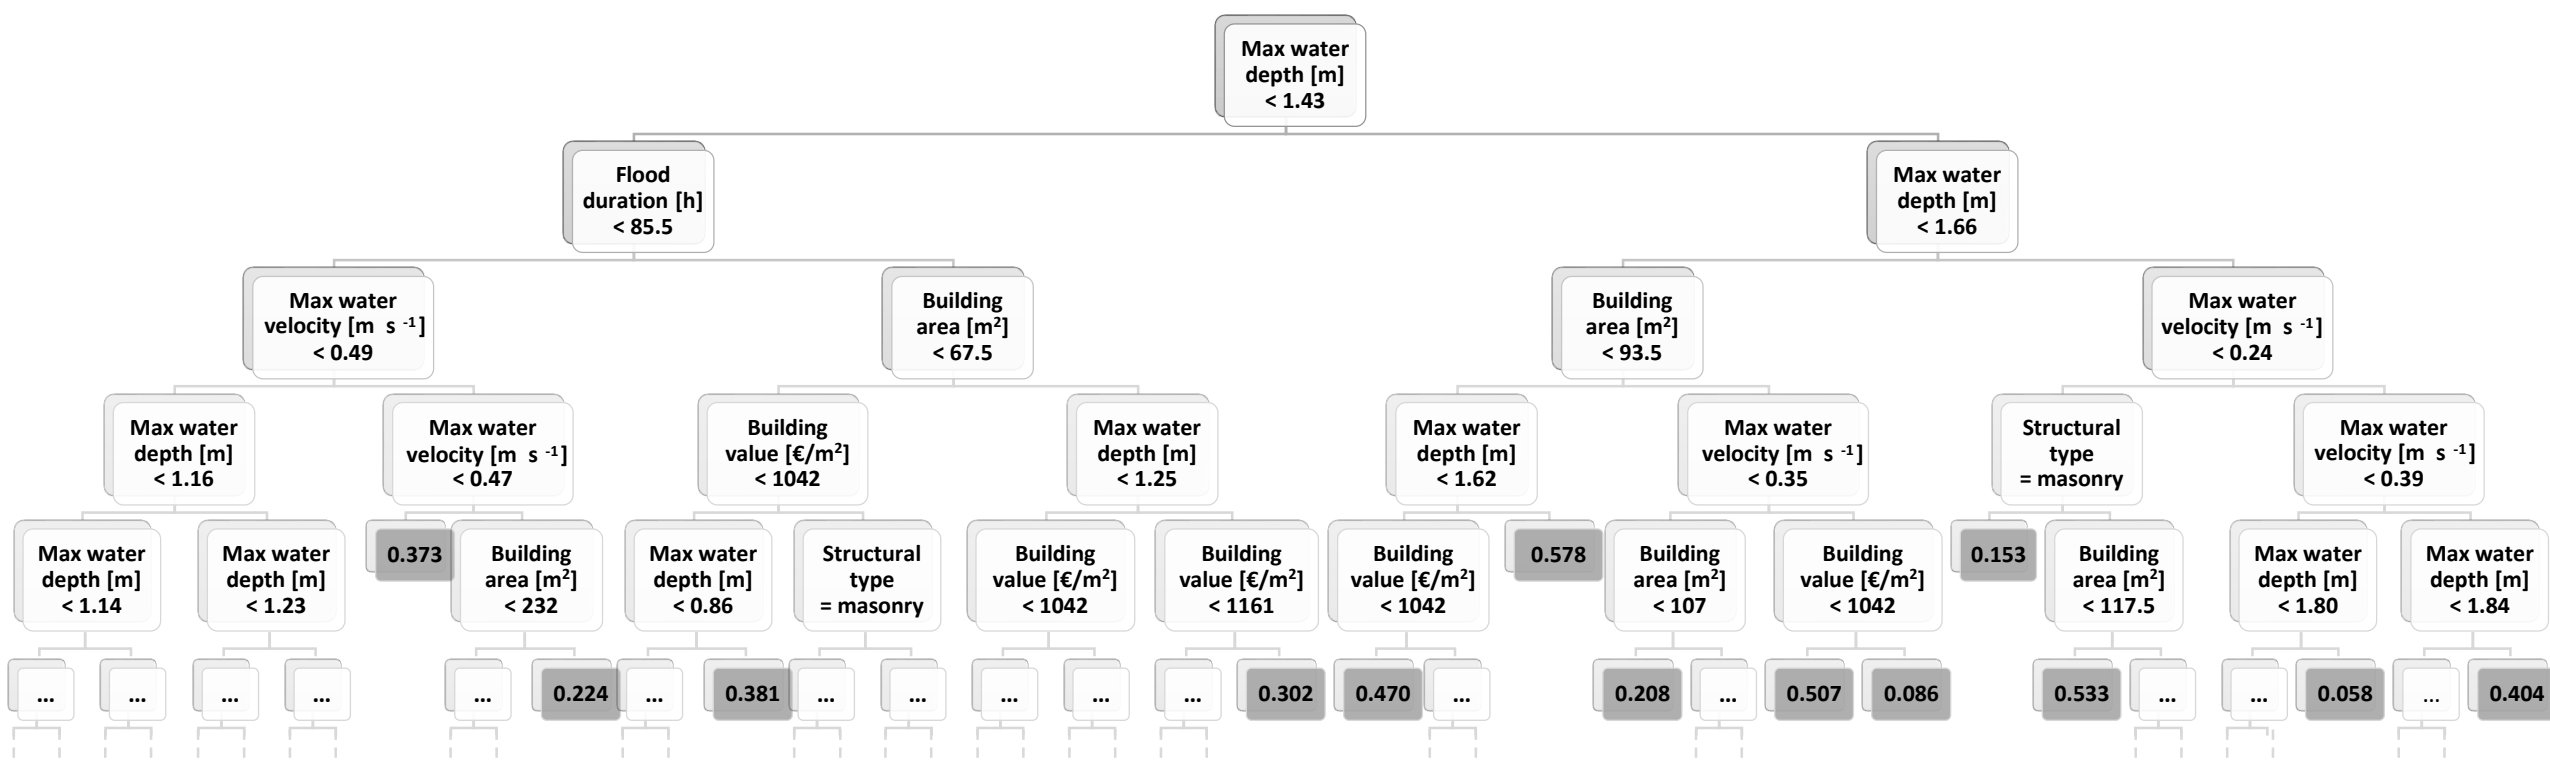 Max water
depth [m]
< 1.43
Flood
duration [h]
< 85.5
Max water
depth [m]
< 1.66
Max water
velocity [m s -1]
< 0.49
Building
area [m²]
< 67.5
Building
area [m²]
< 93.5
Max water
velocity [m s -1]
< 0.24
Max water
depth [m]
< 1.16
Max water
velocity [m s -1]
< 0.47
Building
value [€/m²]
< 1042
Max water
depth [m]
< 1.25
Max water
depth [m]
< 1.62
Max water
velocity [m s -1]
< 0.35
Structural
type
= masonry
Max water
velocity [m s -1]
< 0.39
Max water
depth [m]
< 1.14
Max water
depth [m]
< 1.23
0.373
Building
area [m²]
< 232
Max water
depth [m]
< 0.86
Structural
type
= masonry
Building
value [€/m²]
< 1042
Building
value [€/m²]
< 1161
Building
value [€/m²]
< 1042
0.578
Building
area [m²]
< 107
Building
value [€/m²]
< 1042
0.153
Building
area [m²]
< 117.5
Max water
depth [m]
< 1.80
Max water
depth [m]
< 1.84
...
...
...
...
...
0.224
...
0.381
...
...
...
...
...
0.302
0.470
...
0.208
...
0.507
0.086
0.533
...
...
0.058
...
0.404